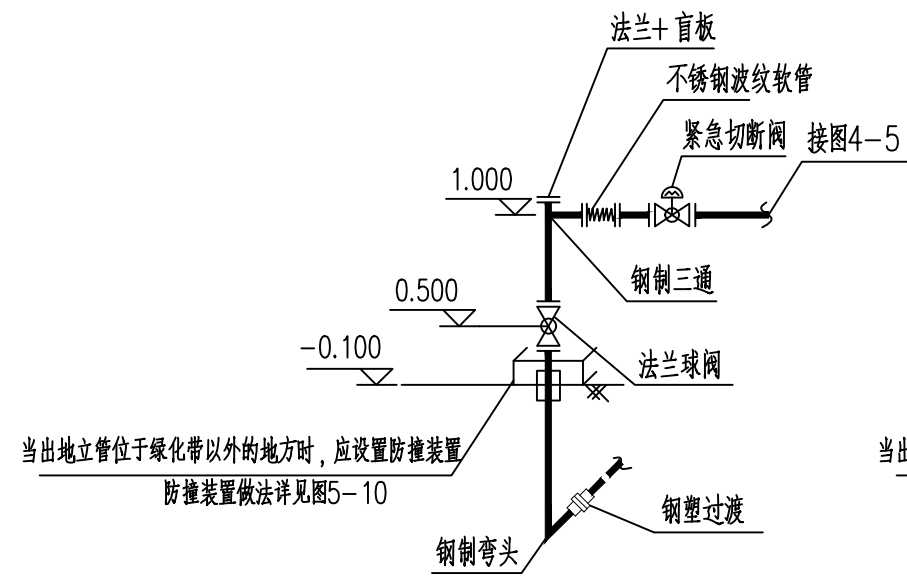 法兰+盲板
不锈钢波纹软管
紧急切断阀
接图4-5
1.000
钢制三通
0.500
-0.100
法兰球阀
当出地立管位于绿化带以外的地方时，应设置防撞装置
防撞装置做法详见图5-10
当出
钢塑过渡
钢制弯头